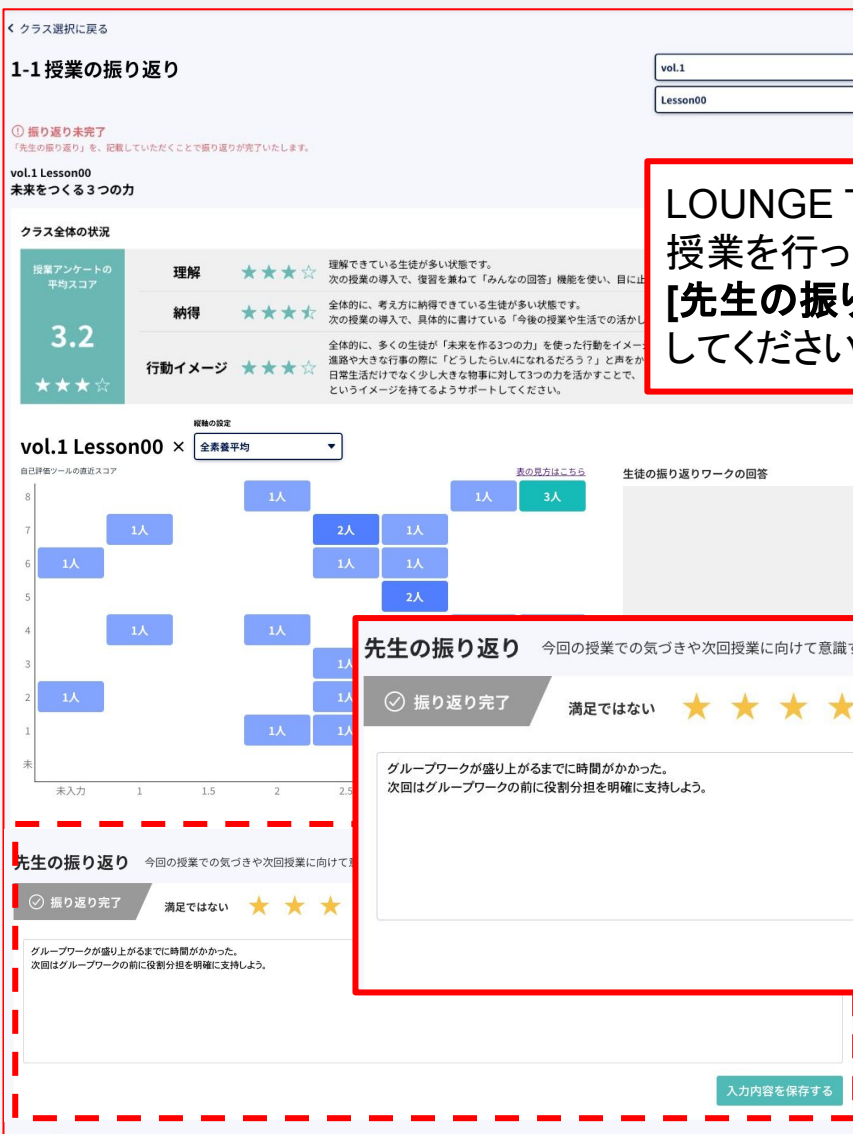 クラス選択に戻る
1-1 授業の振り返り
vol.1
Lesson00
振り返り未完了
「先生の振り返り」を、記載していただくことで振り返りが完了いたします。
vol.1 Lesson00
未来をつくる３つの力
LOUNGE
授業を行っ
[先生の振り
してください
クラス全体の状況
授業アンケートの
平均スコア
3.2
理解
理解できている生徒が多い状態です。
次の授業の導入で、復習を兼ねて「みんなの回答」機能を使い、目に止
納得
全体的に、考え方に納得できている生徒が多い状態です。
次の授業の導入で、具体的に書けている「今後の授業や生活での活かし
行動イメージ
全体的に、多くの生徒が「未来を作る3つの力」を使った行動をイメー
進路や大きな行事の際に「どうしたらLv.4になれるだろう？」と声をか
日常生活だけでなく少し大きな物事に対して3つの力を活かすことで、
というイメージを持てるようサポートしてください。
縦軸の設定
vol.1 Lesson00 × 全素養平均
自己評価ツールの直近スコア
表の見方はこちら
生徒の振り返りワークの回答
8 1人 1人 3人
7 1人 2人 1人
6 1人 1人 1人
5 2人
4 1人 1人
3 1人
2 1人 1人
1 1人 1人
未
未入力 1 1.5 2 2.5
先生の振り返り 今回の授業での気づきや次回授業に向けて意識
振り返り完了 満足ではない
グループワークが盛り上がるまでに時間がかかった。
次回はグループワークの前に役割分担を明確に支持しよう。
先生の振り返り 今回の授業での気づきや次回授業に向けて
振り返り完了 満足ではない
グループワークが盛り上がるまでに時間がかかった。
次回はグループワークの前に役割分担を明確に支持しよう。
入力内容を保存する